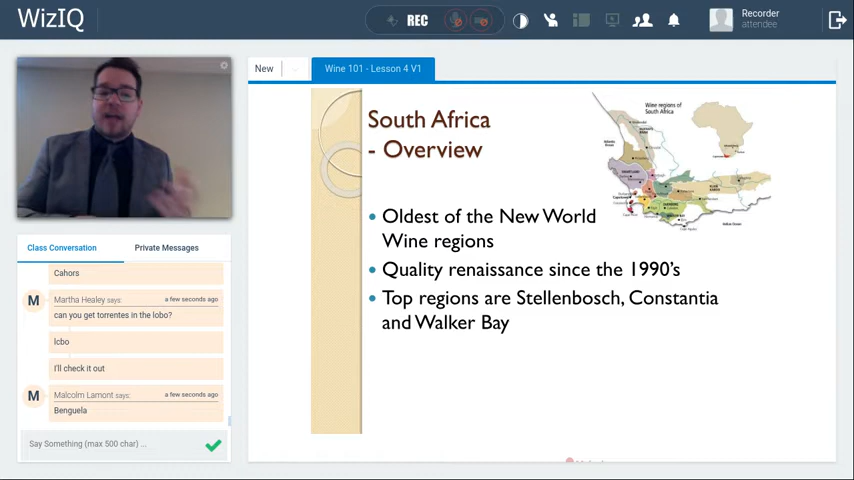 WizIQ
REC
Recorder
attendee
New
Wine 101 - Lesson 4 V1
South Africa
- Overview
Wine regions of
South Africa
Oldest of the New World
Wine regions
Quality renaissance since the 1990's
Top regions are Stellenbosch, Constantia
and Walker Bay
Class Conversation
Private Messages
Cahors
M
Martha Healey says:
a few seconds ago
can you get torrentes in the lobo?
lcbo
I'll check it out
M
Malcolm Lamont says:
a few seconds ago
Benguela
Say Something (max 500 char) ...